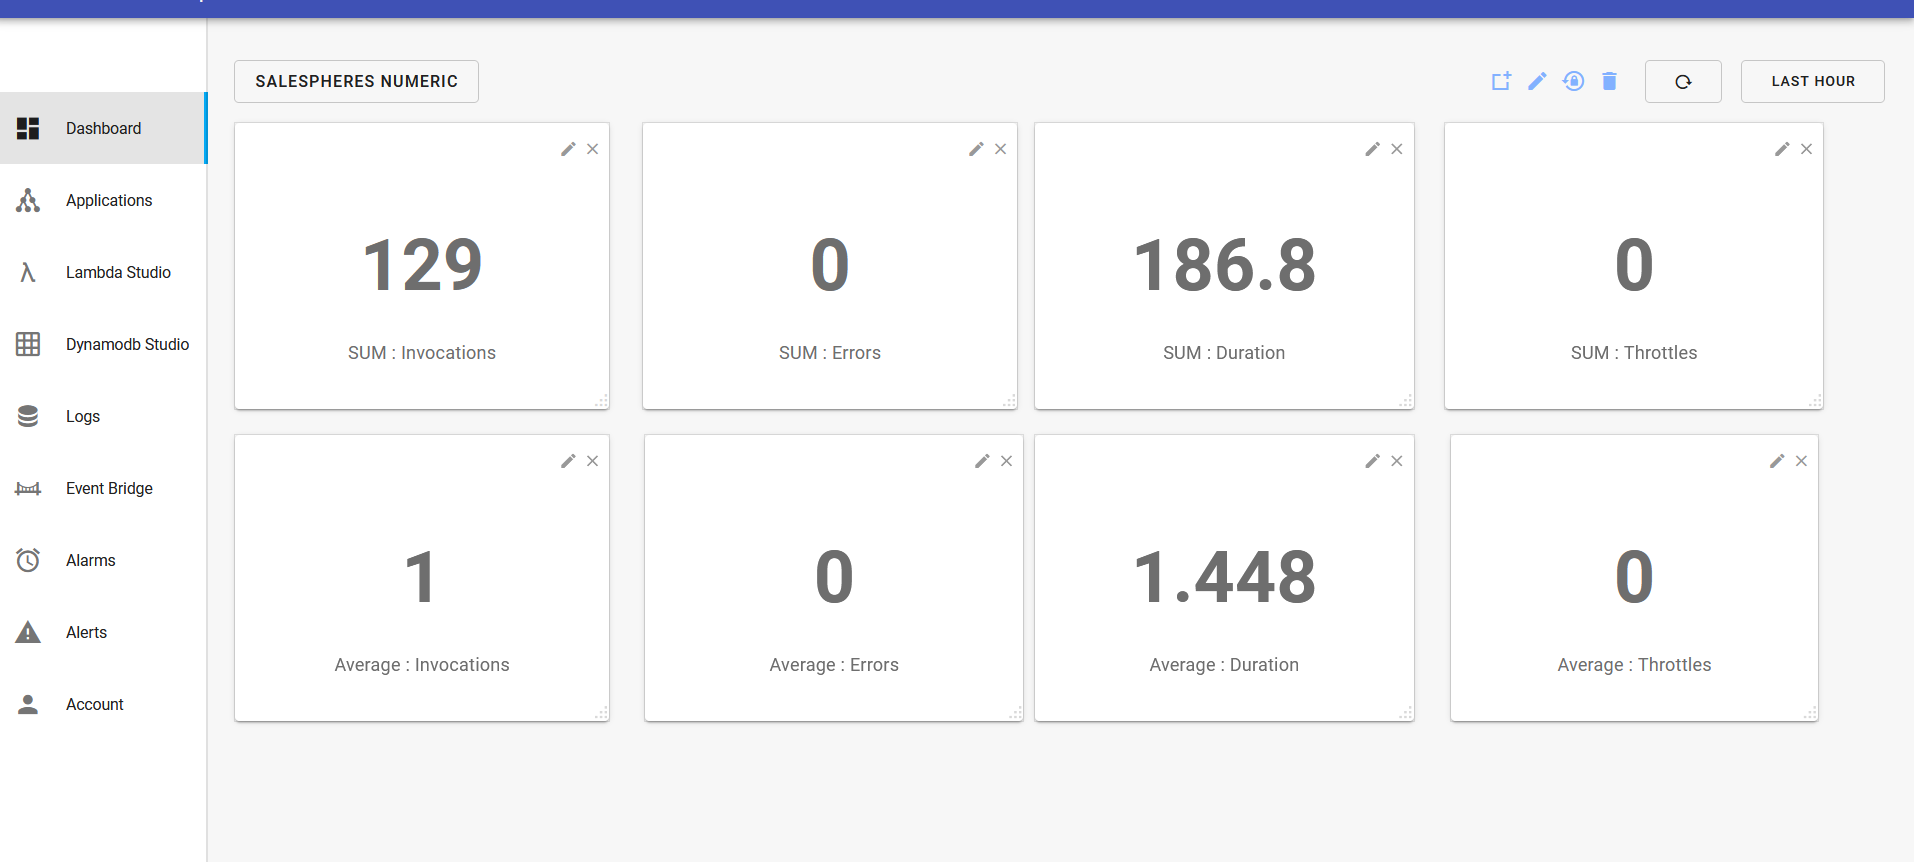 SALESPHERES NUMERIC
LAST HOUR
Dashboard
Applications
Lambda Studio
Dynamodb Studio
Logs
Event Bridge
Alarms
Alerts
Account
129
SUM : Invocations
0
SUM : Errors
186.8
SUM : Duration
0
SUM : Throttles
1
Average : Invocations
0
Average : Errors
1.448
Average : Duration
0
Average : Throttles